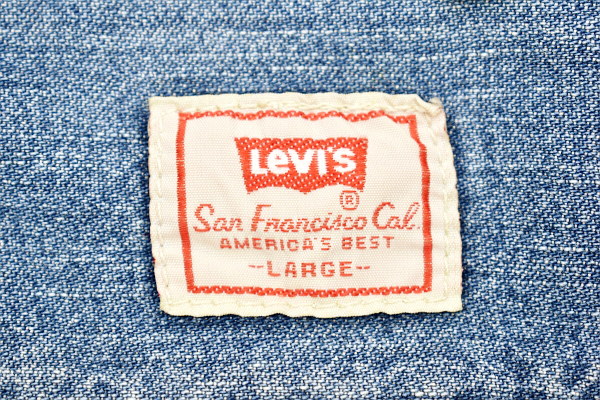 LeVI'S
®
San Francisco Cal.
AMERICA'S BEST
--LARGE--